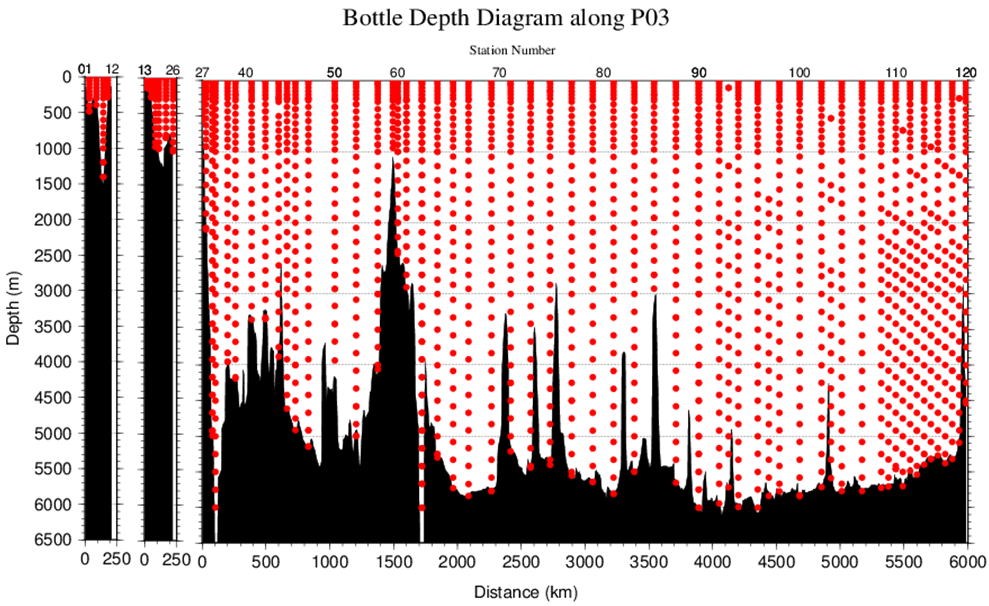 Bottle Depth Diagram along P03
Station Number
01 12 13 26 27 40 50 60 70 80 90 100 110 120
0
500
1000
1500
2000
2500
3000
3500
4000
4500
5000
5500
6000
6500
Depth (m)
0 250 0 250 0 500 1000 1500 2000 2500 3000 3500 4000 4500 5000 5500 6000
Distance (km)